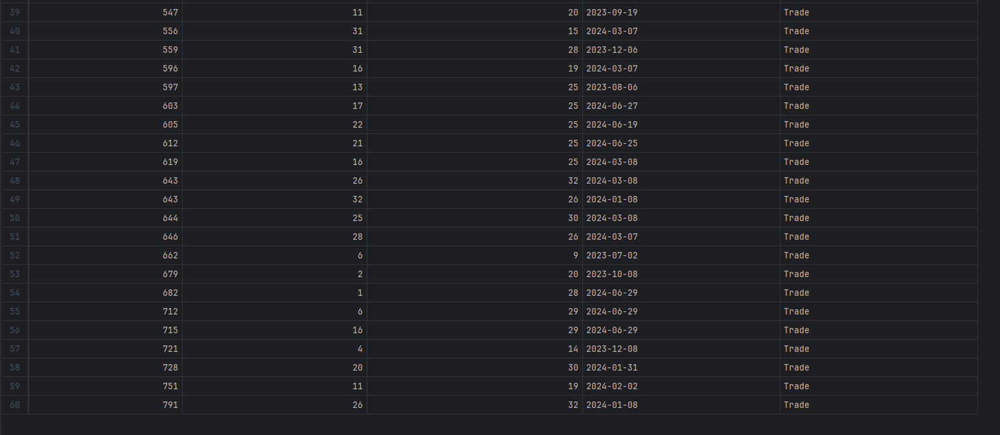 39 547 11 20 2023-09-19 Trade
40 556 31 15 2024-03-07 Trade
41 559 31 28 2023-12-06 Trade
42 596 16 19 2024-03-07 Trade
43 597 13 25 2023-08-06 Trade
44 603 17 25 2024-06-27 Trade
45 605 22 25 2024-06-19 Trade
46 612 21 25 2024-06-25 Trade
47 619 16 25 2024-03-08 Trade
48 643 26 32 2024-03-08 Trade
49 643 32 26 2024-01-08 Trade
50 644 25 30 2024-03-08 Trade
51 646 28 26 2024-03-07 Trade
52 662 6 9 2023-07-02 Trade
53 679 2 20 2023-10-08 Trade
54 682 1 28 2024-06-29 Trade
55 712 6 29 2024-06-29 Trade
56 715 16 29 2024-06-29 Trade
57 721 4 14 2023-12-08 Trade
58 728 20 30 2024-01-31 Trade
59 751 11 19 2024-02-02 Trade
60 791 26 32 2024-01-08 Trade